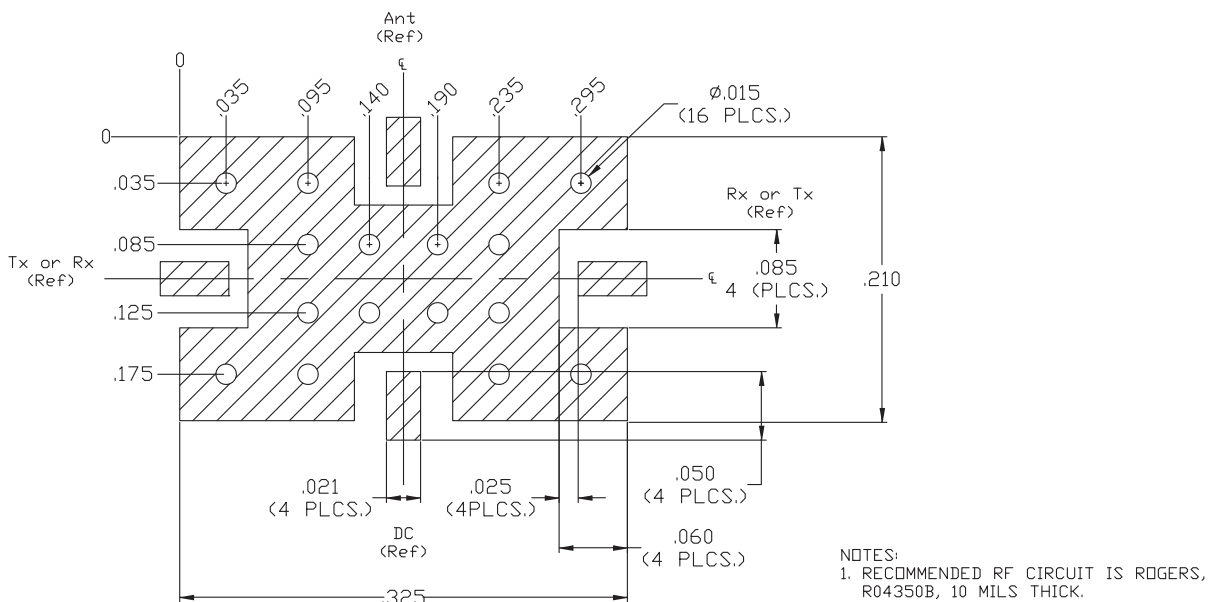 Ant
(Ref)
℄
0
.035
.095
.140
.190
.235
.295
Ø.015
(16 PLCS.)
0
.035
.085
.125
.175
Tx or Rx
(Ref)
Rx or Tx
(Ref)
℄
.085
4 (PLCS.)
.210
.021
(4 PLCS.)
.025
(4PLCS.)
.050
(4 PLCS.)
DC
(Ref)
.060
(4 PLCS.)
.325
NOTES:
1. RECOMMENDED RF CIRCUIT IS ROGERS,
R04350B, 10 MILS THICK.